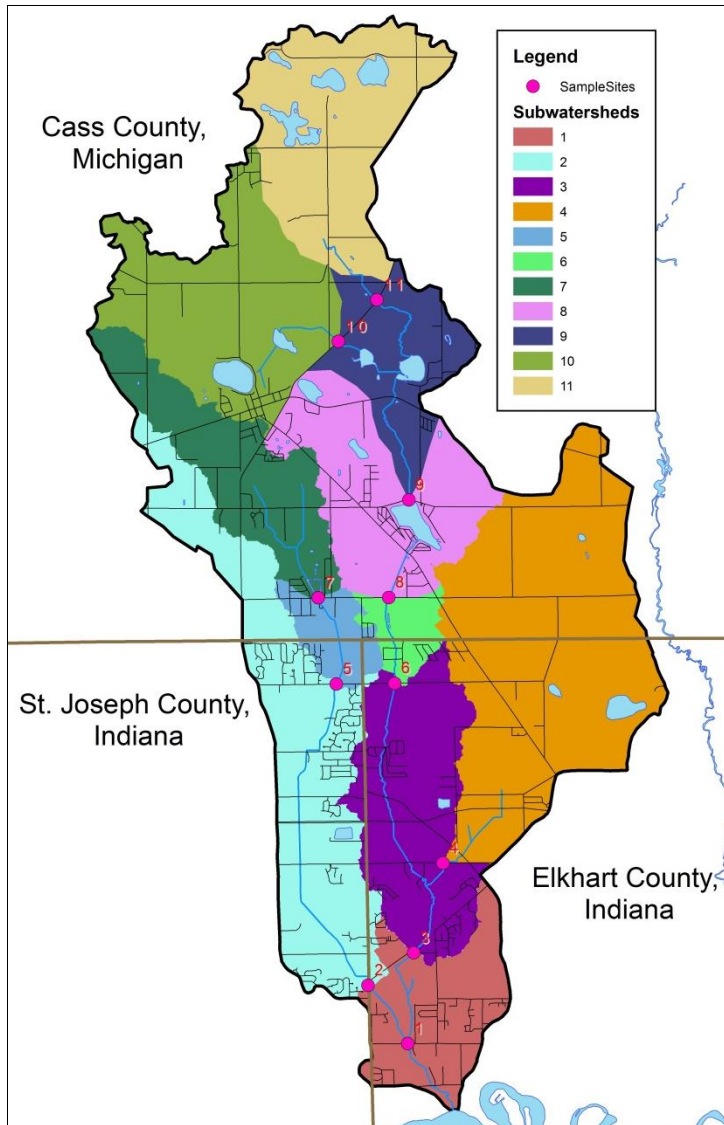 Cass County,
Michigan
Legend
SampleSites
Subwatersheds
1
2
3
4
5
6
7
8
9
10
11
11
10
9
7
8
5
6
St. Joseph County,
Indiana
4
Elkhart County,
Indiana
3
2
1